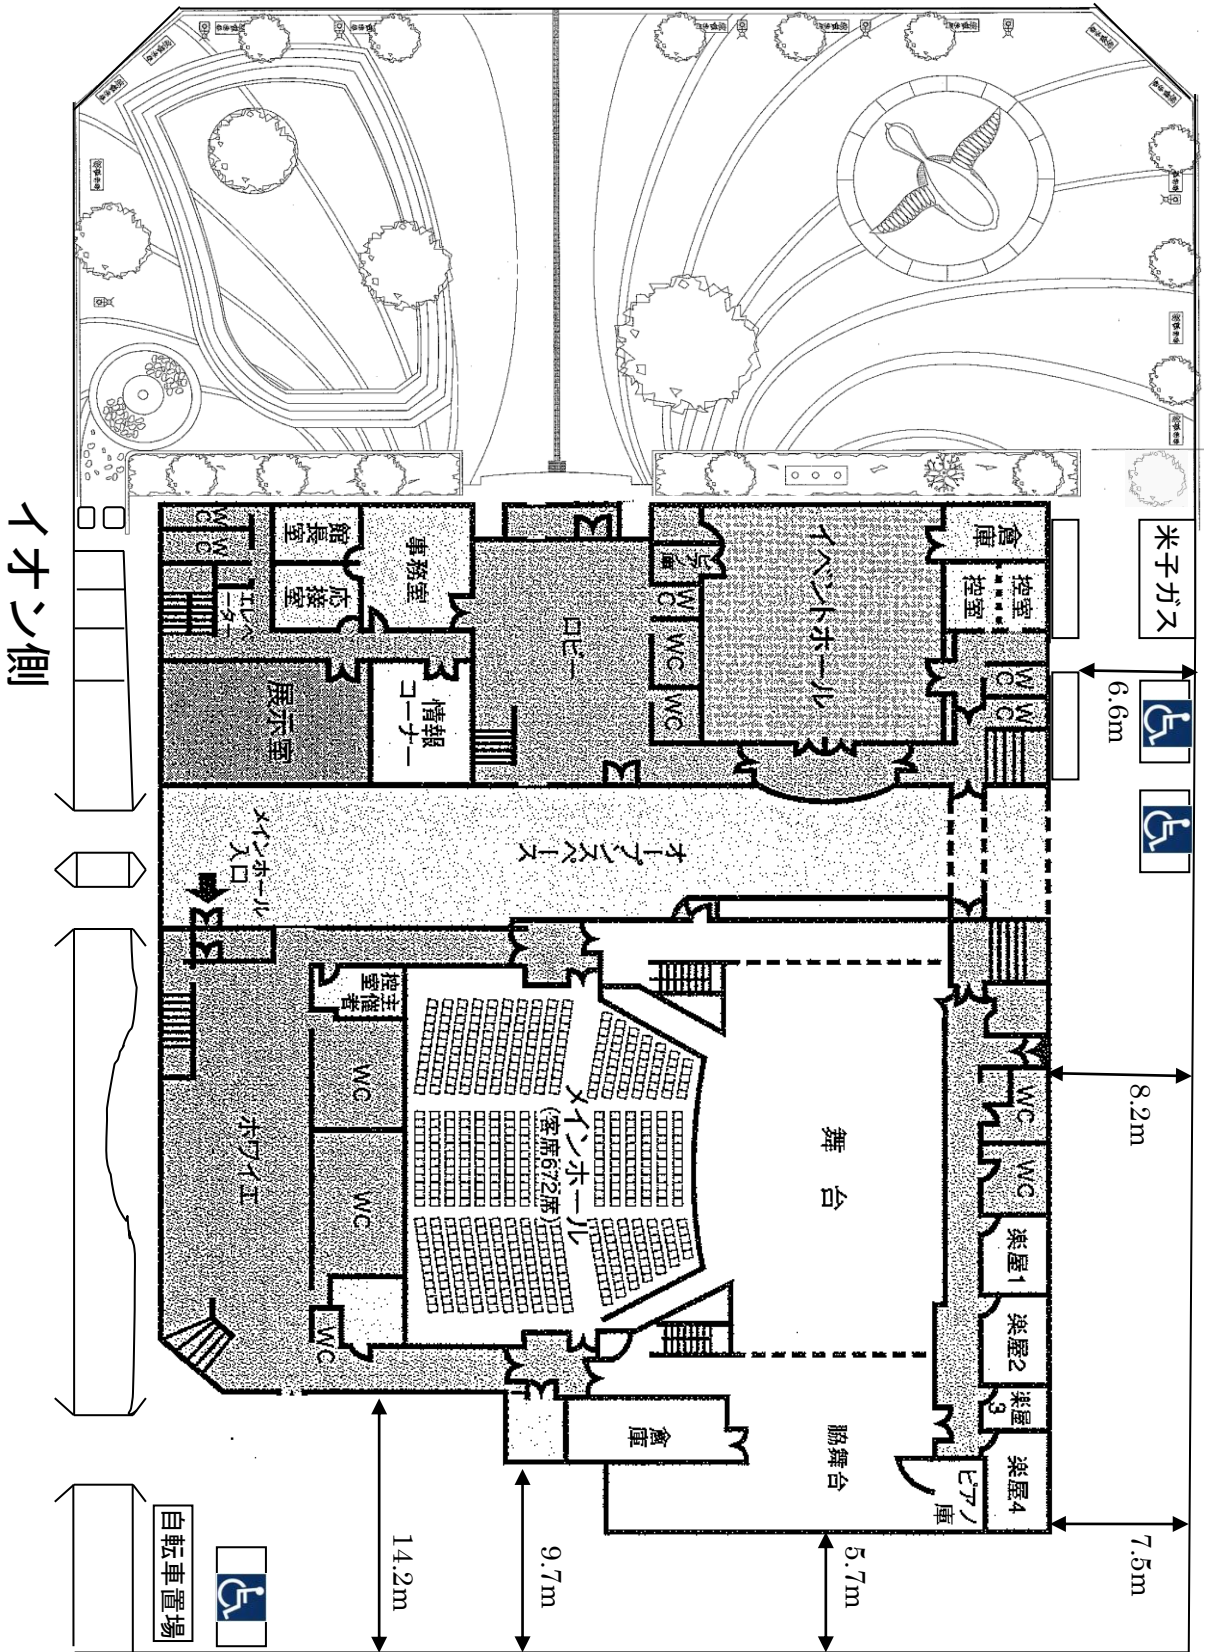 米子ガス
6.6m
8.2m
7.5m
倉庫
控室
控室
W
C
W
C
WC
WC
楽屋1
楽屋2
楽屋
3
楽屋4
ピアノ
庫
イベントホール
舞台
脇舞台
5.7m
ピアノ
庫
W
C
WC
WC
ロビー
オープンスペース
メインホール
(客席672席)
倉庫
9.7m
事務室
情報
コーナー
館長室
応接室
展示室
主催者
控室
WC
WC
WC
14.2m
W
C
W
C
エレベ
ーター
メインホール
入口
ホワイエ
自転車置場
イオン側